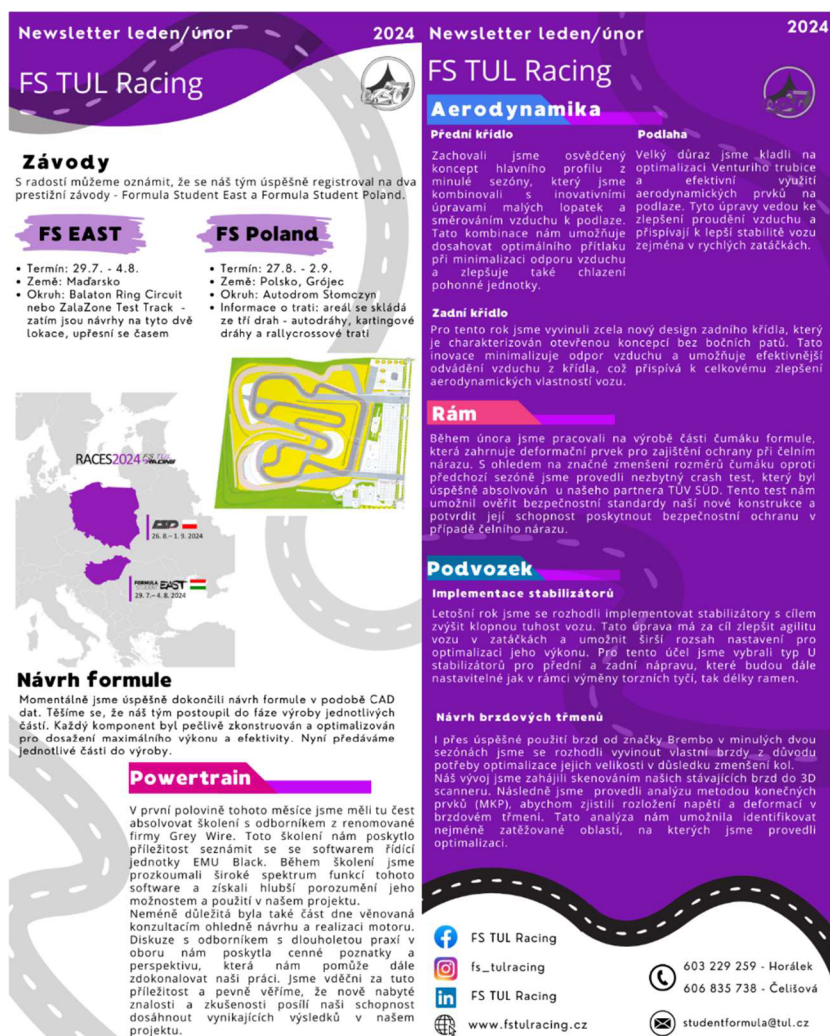 Newsletter leden/únor 2024
FS TUL Racing
Závody
S radostí můžeme oznámit, že se náš tým úspěšně registroval na dva
prestižní závody - Formula Student East a Formula Student Poland.
FS EAST
• Termín: 29.7. - 4.8.
• Země: Maďarsko
• Okruh: Balaton Ring Circuit
nebo ZalaZone Test Track -
zatím jsou návrhy na tyto dvě
lokace, upřesní se časem
FS Poland
• Termín: 27.8. - 2.9.
• Země: Polsko, Grójec
• Okruh: Autodrom Słomczyn
• Informace o trati: areál se skládá
ze tří drah - autodráhy, kartingové
dráhy a rallycrossové trati
RACES2024 FS TUL RACING
26. 8.– 1. 9. 2024
FORMULA STUDENT EAST
29. 7.– 4. 8. 2024
Návrh formule
Momentálně jsme úspěšně dokončili návrh formule v podobě CAD
dat. Těšíme se, že náš tým postoupil do fáze výroby jednotlivých
částí. Každý komponent byl pečlivě zkonstruován a optimalizován
pro dosažení maximálního výkonu a efektivity. Nyní předáváme
jednotlivé části do výroby.
Powertrain
V první polovině tohoto měsíce jsme měli tu čest
absolvovat školení s odborníkem z renomované
firmy Grey Wire. Toto školení nám poskytlo
příležitost seznámit se se softwarem řídící
jednotky EMU Black. Během školení jsme
prozkoumali široké spektrum funkcí tohoto
software a získali hlubší porozumění jeho
možnostem a použití v našem projektu.
Neméně důležitá byla také část dne věnovaná
konzultacím ohledně návrhu a realizaci motoru.
Diskuze s odborníkem s dlouholetou praxí v
oboru nám poskytla cenné poznatky a
perspektivu, která nám pomůže dále
zdokonalovat naši práci. Jsme vděční za tuto
příležitost a pevně věříme, že nově nabyté
znalosti a zkušenosti posílí naši schopnost
dosáhnout vynikajících výsledků v našem
projektu.
Newsletter leden/únor 2024
FS TUL Racing
Aerodynamika
Přední křídlo
Zachovali jsme osvědčený
koncept hlavního profilu z
minulé sezóny, který jsme
kombinovali s inovativními
úpravami malých lopatek a
směrováním vzduchu k podlaze.
Tato kombinace nám umožňuje
dosahovat optimálního přítlaku
při minimalizaci odporu vzduchu
a zlepšuje také chlazení
pohonné jednotky.
Podlaha
Velký důraz jsme kladli na
optimalizaci Venturiho trubice
a efektivní využití
aerodynamických prvků na
podlaze. Tyto úpravy vedou ke
zlepšení proudění vzduchu a
přispívají k lepší stabilitě vozu
zejména v rychlých zatáčkách.
Zadní křídlo
Pro tento rok jsme vyvinuli zcela nový design zadního křídla, který
je charakterizován otevřenou koncepcí bez bočních patů. Tato
inovace minimalizuje odpor vzduchu a umožňuje efektivnější
odvádění vzduchu z křídla, což přispívá k celkovému zlepšení
aerodynamických vlastností vozu.
Rám
Během února jsme pracovali na výrobě části čumáku formule,
která zahrnuje deformační prvek pro zajištění ochrany při čelním
nárazu. S ohledem na značné zmenšení rozměrů čumáku oproti
předchozí sezóně jsme provedli nezbytný crash test, který byl
úspěšně absolvován u našeho partnera TÜV SÜD. Tento test nám
umožnil ověřit bezpečnostní standardy naší nové konstrukce a
potvrdit její schopnost poskytnout bezpečnostní ochranu v
případě čelního nárazu.
Podvozek
Implementace stabilizátorů
Letošní rok jsme se rozhodli implementovat stabilizátory s cílem
zvýšit klopnou tuhost vozu. Tato úprava má za cíl zlepšit agilitu
vozu v zatáčkách a umožnit širší rozsah nastavení pro
optimalizaci jeho výkonu. Pro tento účel jsme vybrali typ U
stabilizátorů pro přední a zadní nápravu, které budou dále
nastavitelné jak v rámci výměny torzních tyčí, tak délky ramen.
Návrh brzdových třmenů
I přes úspěšné použití brzd od značky Brembo v minulých dvou
sezónách jsme se rozhodli vyvinout vlastní brzdy z důvodu
potřeby optimalizace jejich velikosti v důsledku zmenšení kol.
Náš vývoj jsme zahájili skenováním našich stávajících brzd do 3D
scanneru. Následně jsme provedli analýzu metodou konečných
prvků (MKP), abychom zjistili rozložení napětí a deformací v
brzdovém třmeni. Tato analýza nám umožnila identifikovat
nejméně zatěžované oblasti, na kterých jsme provedli
optimalizaci.
FS TUL Racing
fs_tulracing
FS TUL Racing
www.fstulracing.cz
603 229 259 - Horálek
606 835 738 - Čelišová
studentformula@tul.cz